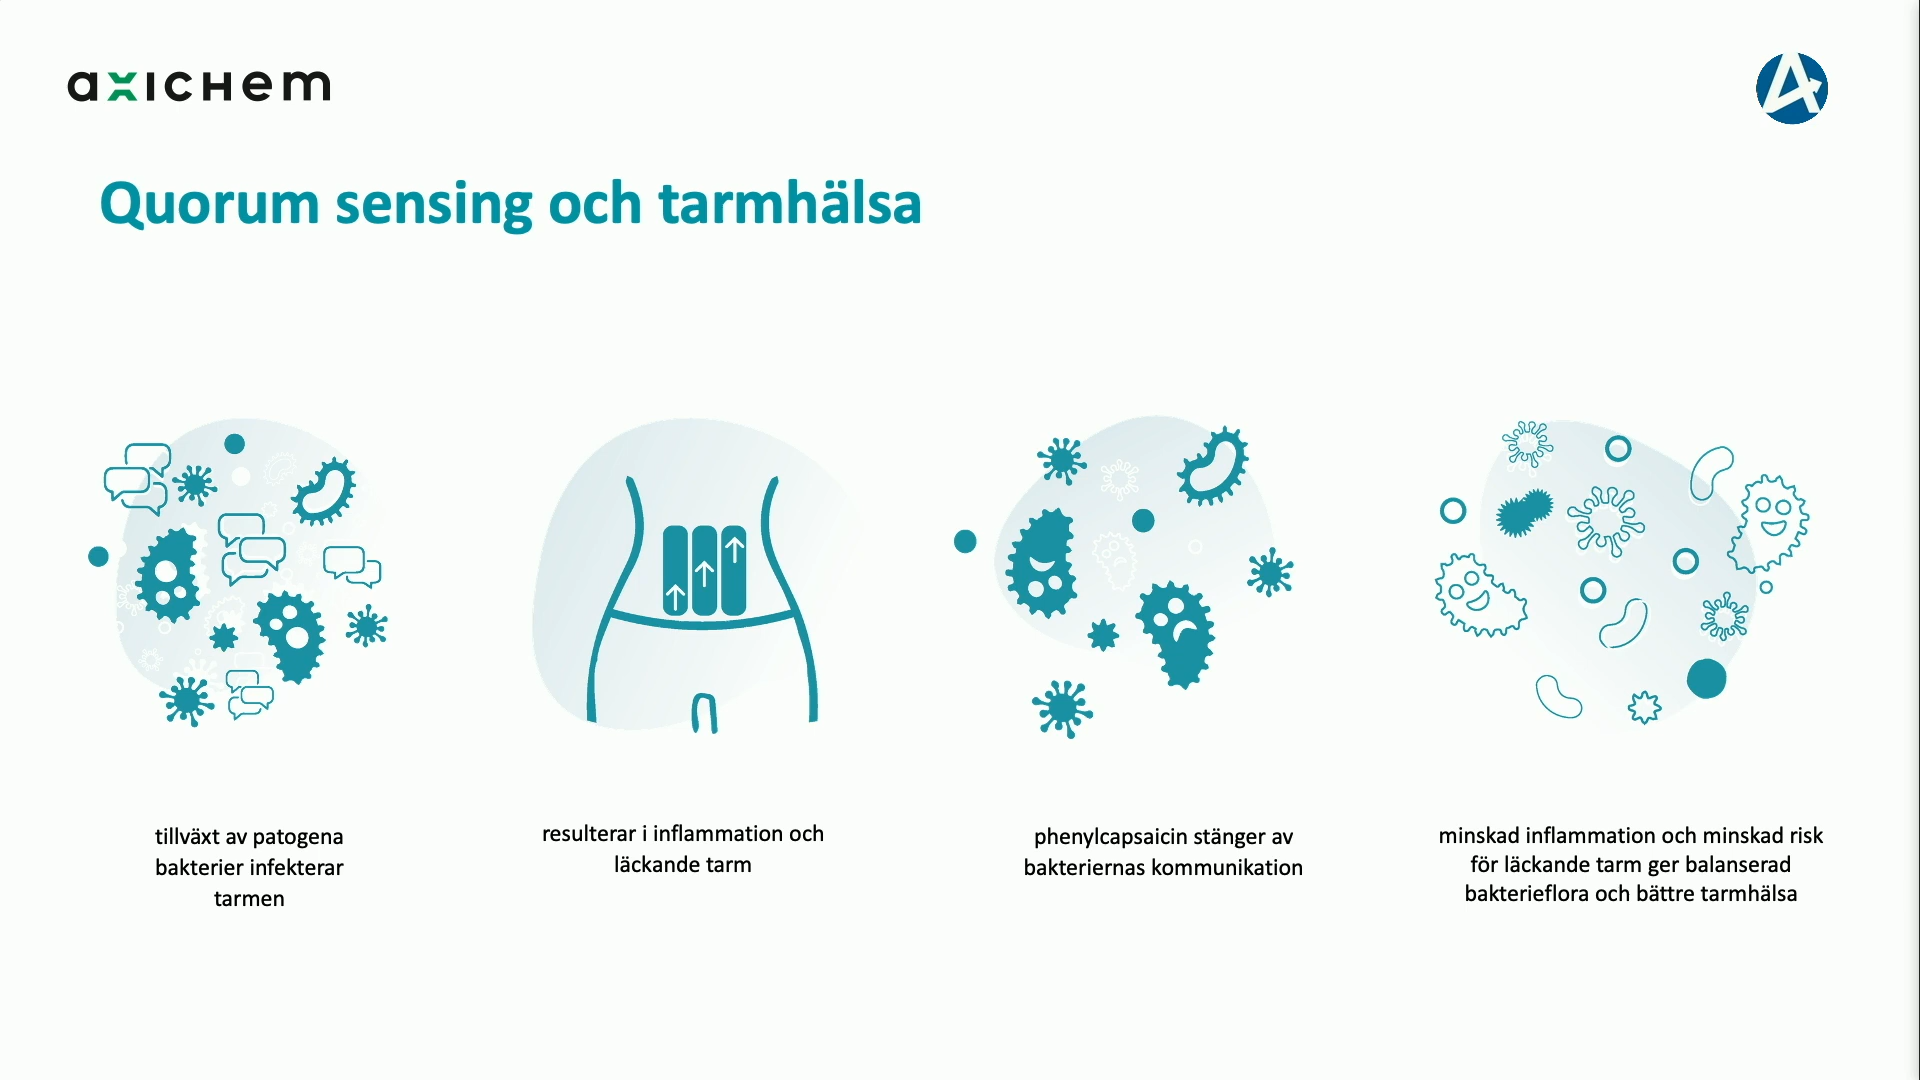 axichem
Quorum sensing och tarmhälsa
tillväxt av patogena
bakterier infekterar
tarmen
resulterar i inflammation och
läckande tarm
phenylcapsaicin stänger av
bakteriernas kommunikation
minskad inflammation och minskad risk
för läckande tarm ger balanserad
bakterieflora och bättre tarmhälsa